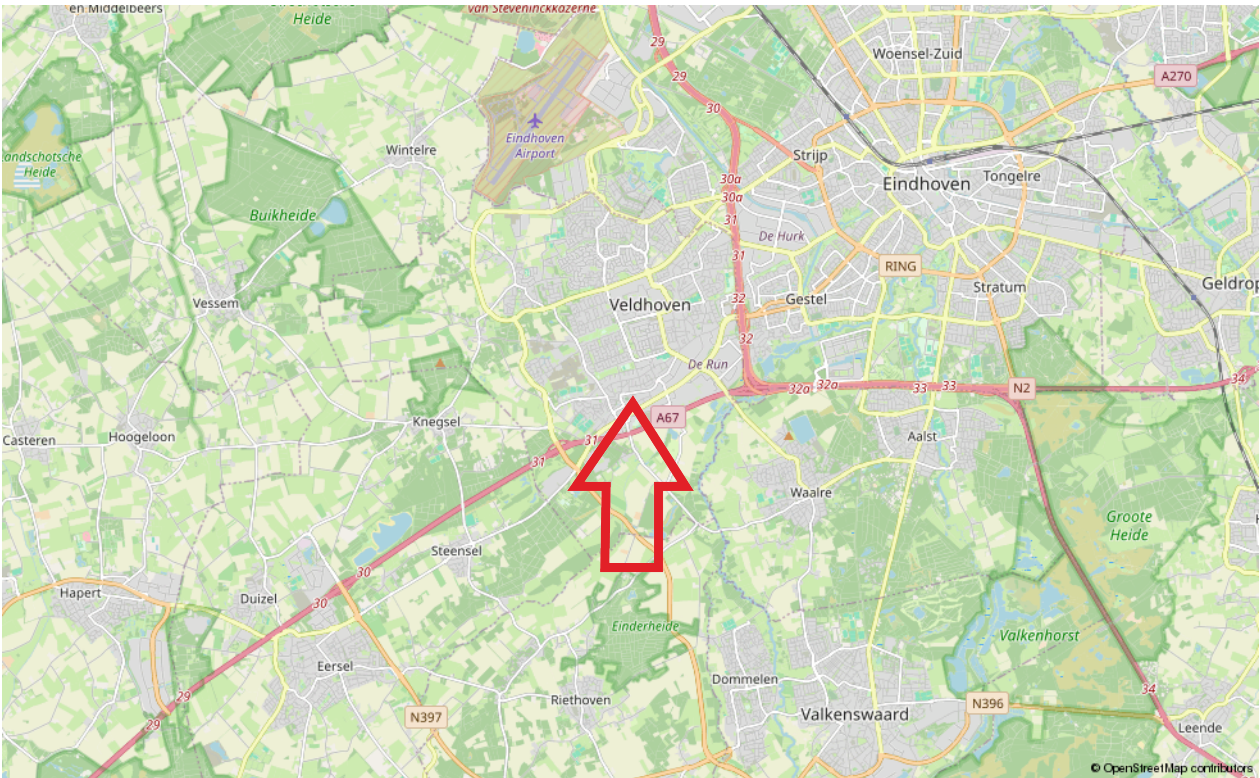 en Middelbeers
Heide
van Steveninckkazerne
29
29
Woensel-Zuid
A270
30
Landschotsche
Heide
Wintelre
Eindhoven
Airport
Strijp
Eindhoven
Tongelre
30a
30a
31
Buikheide
De Hurk
31
RING
Vessem
32
Veldhoven
Gestel
Stratum
Geldrop
32
De Run
32a
32a
33
33
N2
34
A67
Knegsel
Casteren
Hoogeloon
31
31
Aalst
Waalre
Groote
Heide
Steensel
30
30
Hapert
Duizel
Einderheide
Valkenhorst
Eersel
Dommelen
29
29
N397
Riethoven
Valkenswaard
N396
34
Leende
© OpenStreetMap contributors